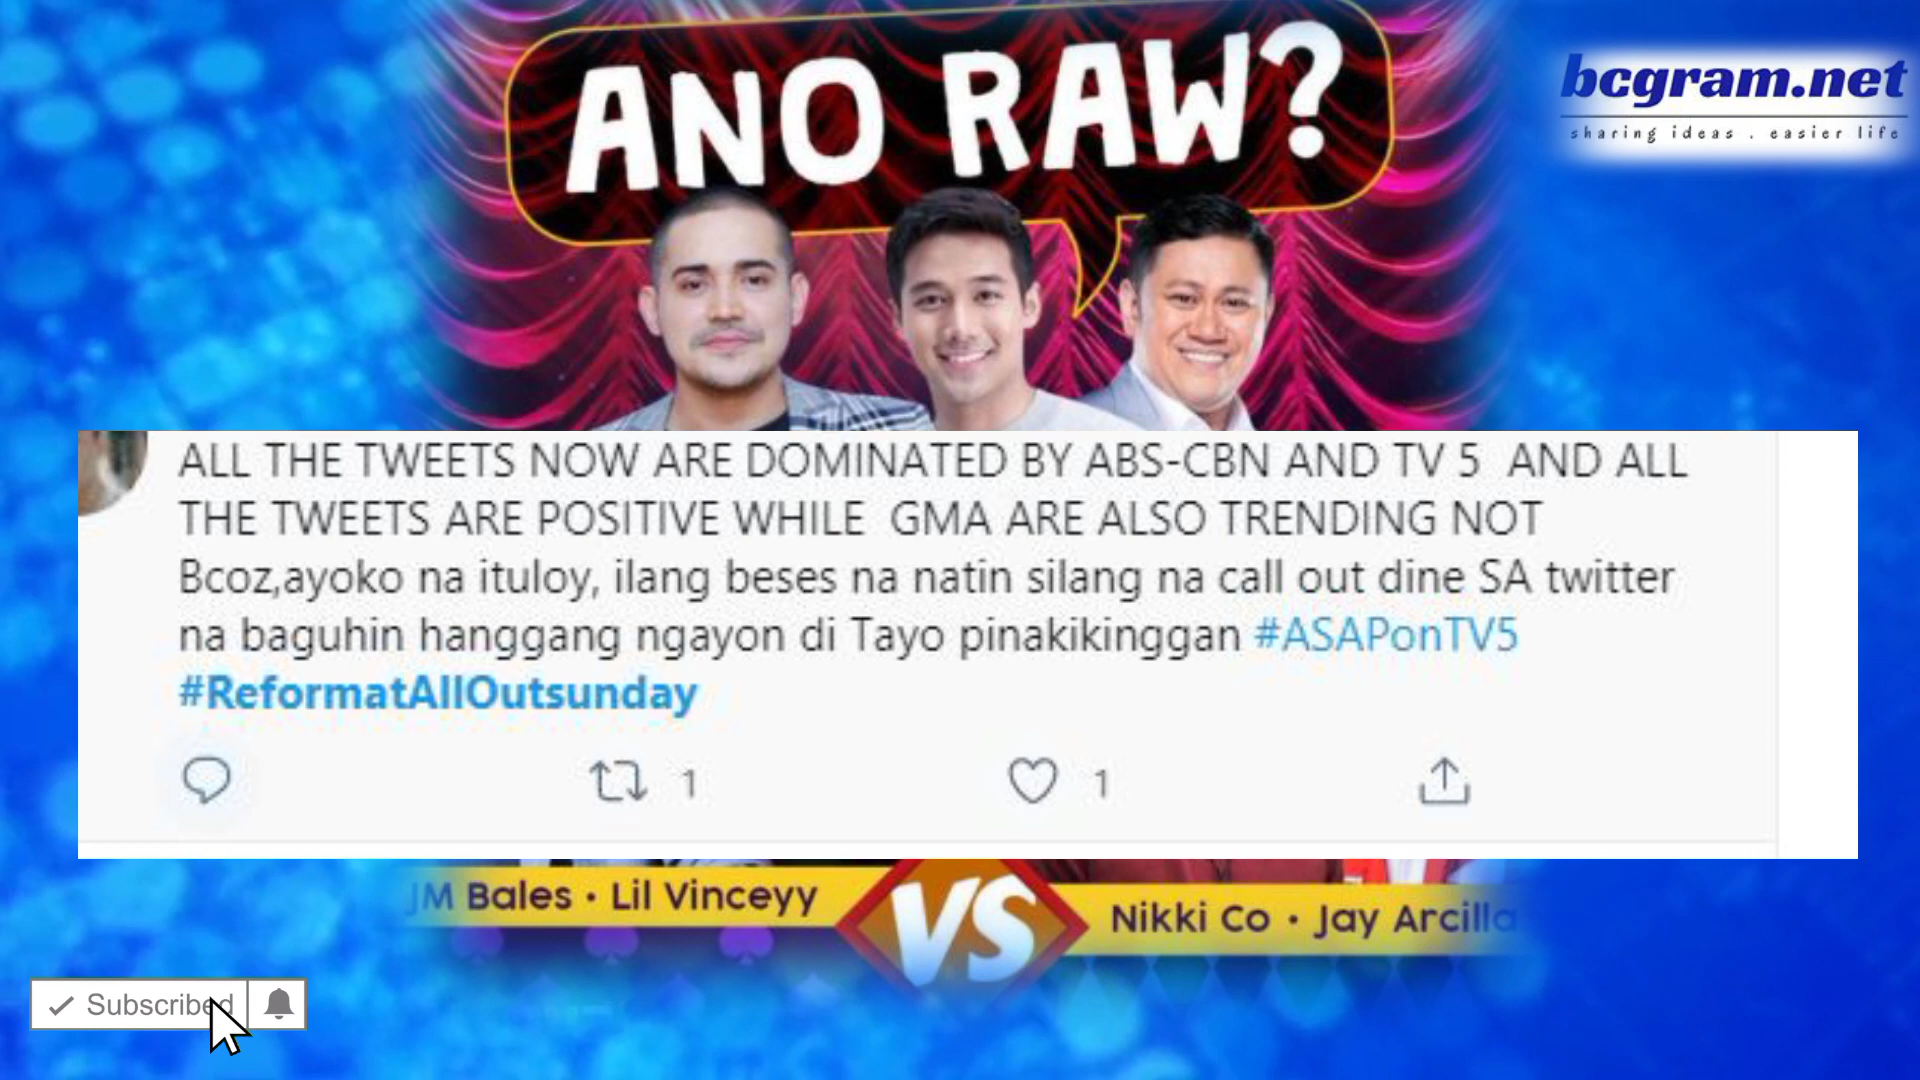 ANO RAW?
bcgram.net
sharing ideas . easier life
ALL THE TWEETS NOW ARE DOMINATED BY ABS-CBN AND TV 5 AND ALL
THE TWEETS ARE POSITIVE WHILE GMA ARE ALSO TRENDING NOT
Bcoz,ayoko na ituloy, ilang beses na natin silang na call out dine SA twitter
na baguhin hanggang ngayon di Tayo pinakikinggan #ASAPonTV5
#ReformatAllOutsunday
1
1
JM Bales • Lil Vinceyy
VS
Nikki Co • Jay Arcilla
Subscribed